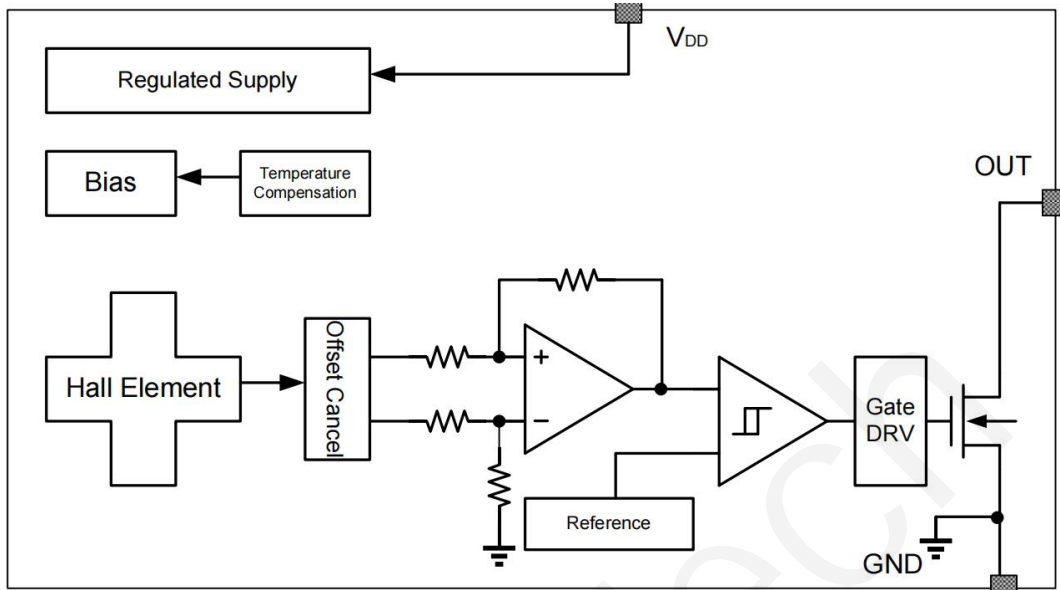 VDD
Regulated Supply
Bias
Temperature
Compensation
OUT
Hall Element
Offset Cancel
+
−
Gate
DRV
Reference
GND